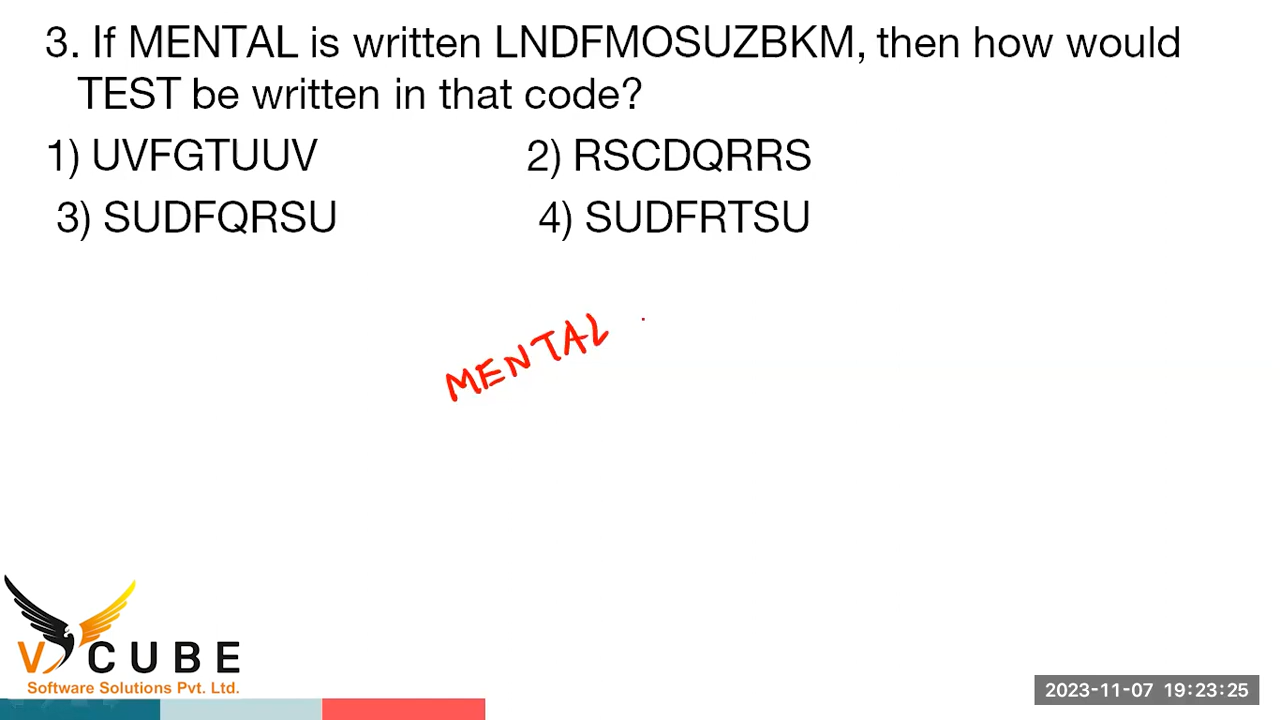 3. If MENTAL is written LNDFMOSUZBKM, then how would
TEST be written in that code?
1) UVFGTUUV 2) RSCDQRRS
3) SUDFQRSU 4) SUDFRTSU
MENTAL
V CUBE
Software Solutions Pvt. Ltd.
2023-11-07 19:23:25